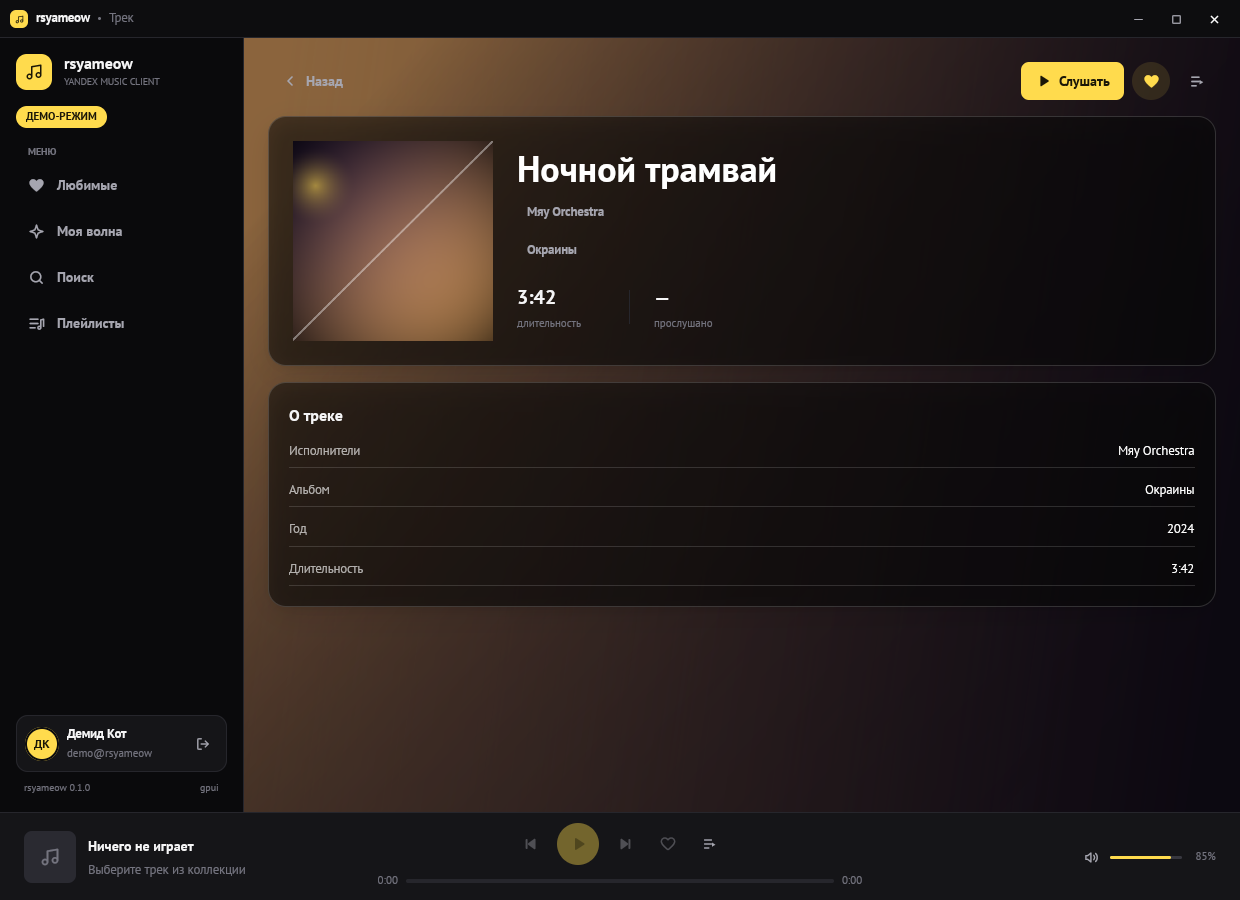 rsyameow • Трек
rsyameow
YANDEX MUSIC CLIENT
ДЕМО-РЕЖИМ
МЕНЮ
Любимые
Моя волна
Поиск
Плейлисты
Демид Кот
ДК
demo@rsyameow
rsyameow 0.1.0
gpui
Назад
Слушать
Ночной трамвай
Мяу Orchestra
Окраины
3:42
—
длительность
прослушано
О треке
Исполнители
Мяу Orchestra
Альбом
Окраины
Год
2024
Длительность
3:42
Ничего не играет
Выберите трек из коллекции
0:00
0:00
85%